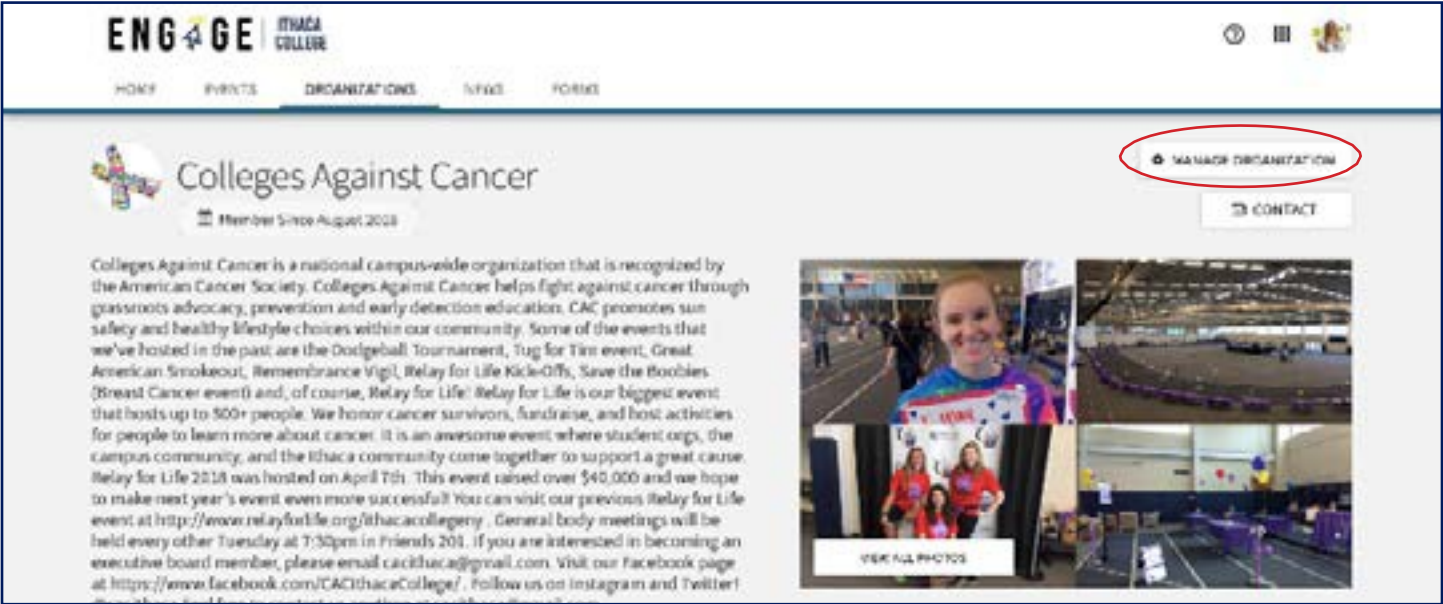 ENGAGE ITHACA COLLEGE
HOME EVENTS ORGANIZATIONS NEWS FORMS
MANAGE ORGANIZATION
Colleges Against Cancer
CONTACT
Member Since August 2018
Colleges Against Cancer is a national campus-wide organization that is recognized by
the American Cancer Society. Colleges Against Cancer helps fight against cancer through
grassroots advocacy, prevention and early detection education. CAC promotes sun
safety and healthy lifestyle choices within our community. Some of the events that
we've hosted in the past are the Dodgeball Tournament, Tug for Tim event, Great
American Smokeout, Remembrance Vigil, Relay for Life Kick-Offs, Save the Boobies
(Breast Cancer event) and, of course, Relay for Life! Relay for Life is our biggest event
that hosts up to 500+ people. We honor cancer survivors, fundraise, and host activities
for people to learn more about cancer. It is an awesome event where student orgs, the
campus community, and the Ithaca community come together to support a great cause.
Relay for Life 2018 was hosted on April 7th. This event raised over $40,000 and we hope
to make next year's event even more successful! You can visit our previous Relay for Life
event at http://www.relayforlife.org/ithacacollegeny . General body meetings will be
held every other Tuesday at 7:30pm in Friends 201. If you are interested in becoming an
executive board member, please email cacithaca@gmail.com. Visit our Facebook page
at https://www.facebook.com/CACIthacaCollege/ . Follow us on Instagram and Twitter!
VIEW ALL PHOTOS